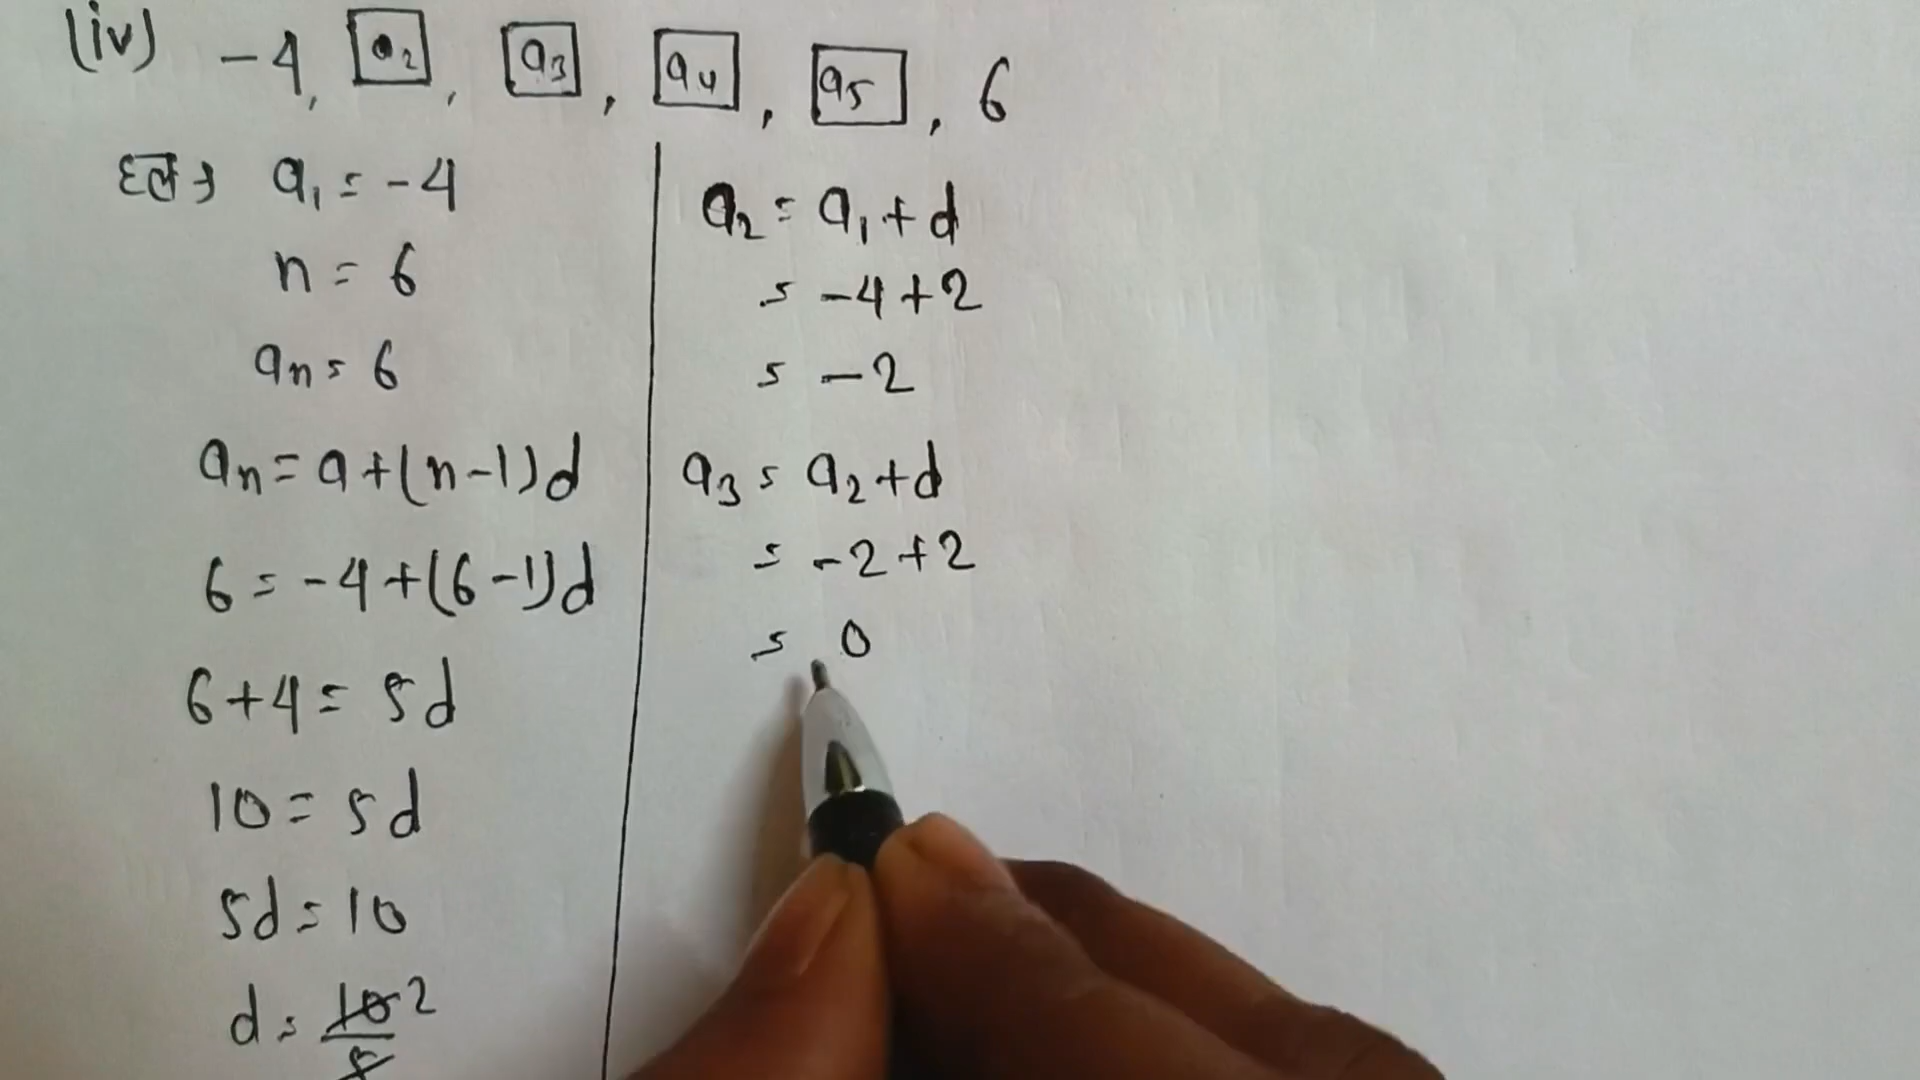 (iv) -4, a₂, a₃, a₄, a₅, 6
हल→ a₁ = -4
n = 6
aₙ = 6
aₙ = a+(n-1)d
6 = -4+(6-1)d
6+4 = 5d
10 = 5d
5d = 10
d = 10/5 2
a₂ = a₁+d
= -4+2
= -2
a₃ = a₂+d
= -2+2
= 0